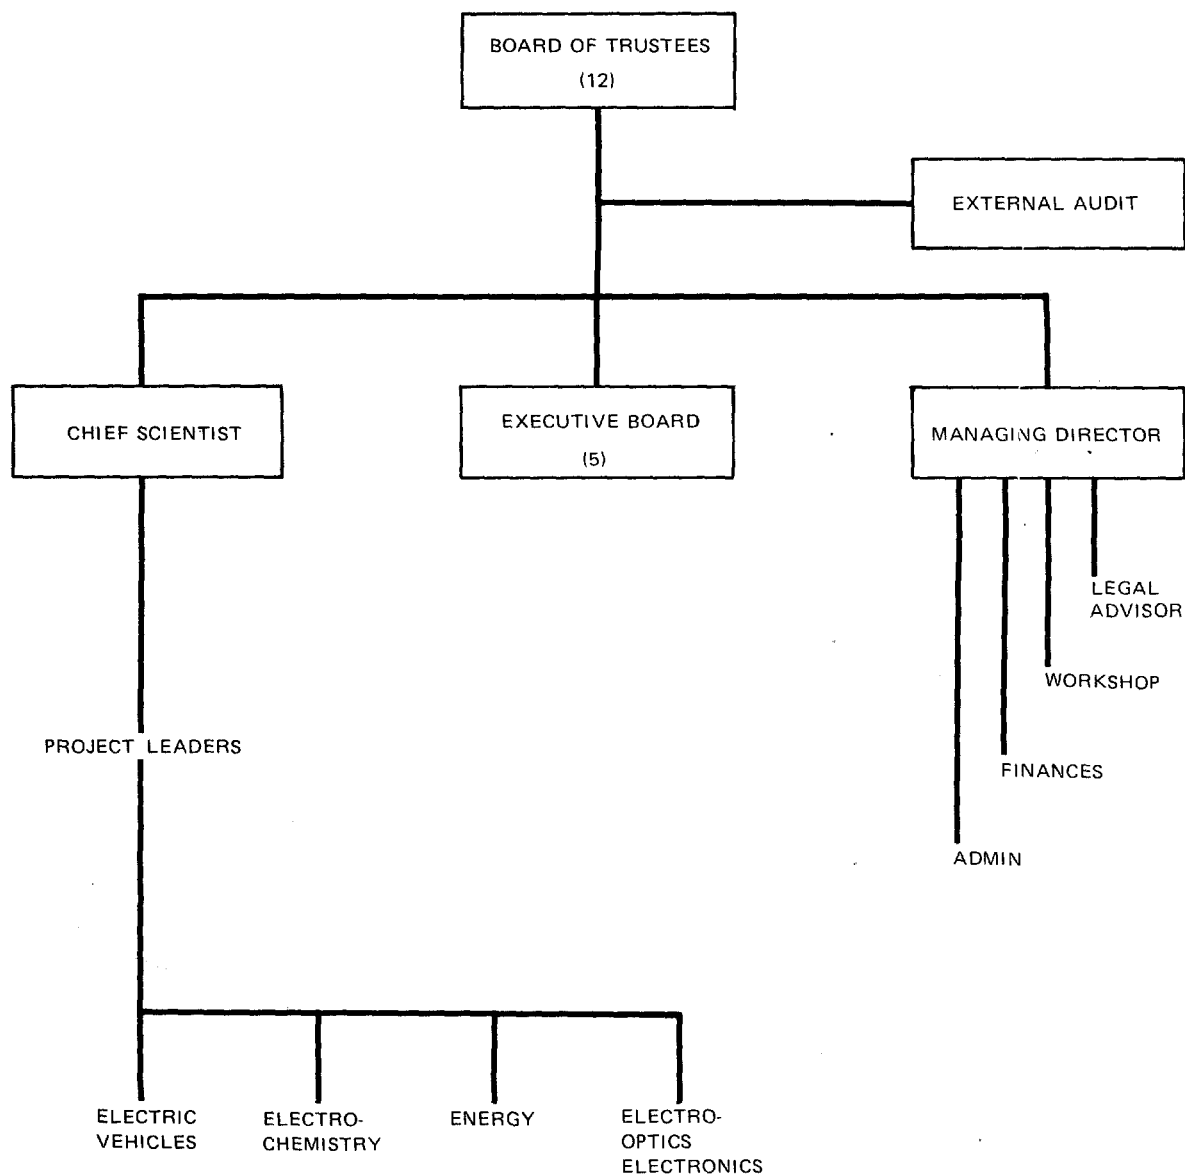 BOARD OF TRUSTEES
(12)
EXTERNAL AUDIT
CHIEF SCIENTIST
EXECUTIVE BOARD
(5)
MANAGING DIRECTOR
LEGAL
ADVISOR
WORKSHOP
PROJECT LEADERS
FINANCES
ADMIN
ELECTRIC
VEHICLES
ELECTRO-
CHEMISTRY
ENERGY
ELECTRO-
OPTICS
ELECTRONICS